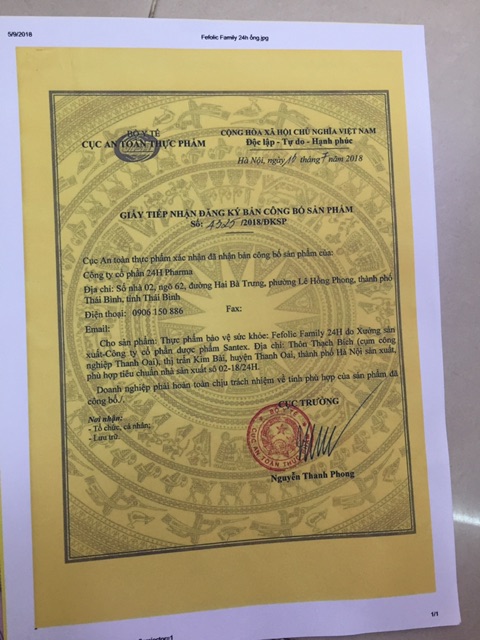 5/9/2018
Fefolic Family 24h ống.jpg
BỘ Y TẾ
CỤC AN TOÀN THỰC PHẨM
CỘNG HÒA XÃ HỘI CHỦ NGHĨA VIỆT NAM
Độc lập - Tự do - Hạnh phúc
Hà Nội, ngày tháng 7 năm 2018
GIẤY TIẾP NHẬN ĐĂNG KÝ BẢN CÔNG BỐ SẢN PHẨM
Số: /2018/ĐKSP
Cục An toàn thực phẩm xác nhận đã nhận bản công bố sản phẩm của:
Công ty cổ phần 24H Pharma
Địa chỉ: Số nhà 02, ngõ 62, đường Hai Bà Trưng, phường Lê Hồng Phong, thành phố
Thái Bình, tỉnh Thái Bình
Điện thoại: 0906 150 886 Fax:
Email:
Cho sản phẩm: Thực phẩm bảo vệ sức khỏe: Fefolic Family 24H do Xưởng sản
xuất-Công ty cổ phần dược phẩm Santex. Địa chỉ: Thôn Thạch Bích (cụm công
nghiệp Thanh Oai), thị trấn Kim Bài, huyện Thanh Oai, thành phố Hà Nội sản xuất,
phù hợp tiêu chuẩn nhà sản xuất số 02-18/24H.
Doanh nghiệp phải hoàn toàn chịu trách nhiệm về tính phù hợp của sản phẩm đã
công bố./.
Nơi nhận:
- Tổ chức, cá nhân;
- Lưu trữ.
CỤC TRƯỞNG
BỘ Y TẾ
CỤC AN TOÀN THỰC
Nguyễn Thanh Phong
1/1